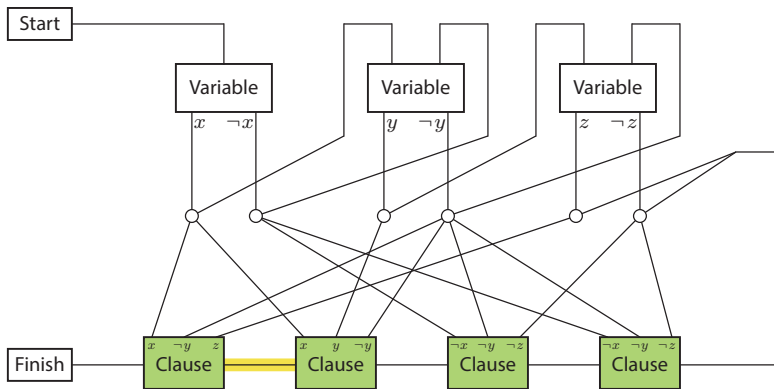 Start
Variable Variable Variable
x ¬x y ¬y z ¬z
x ¬y z x y ¬y ¬x ¬y ¬z ¬x ¬y ¬z
Finish Clause Clause Clause Clause